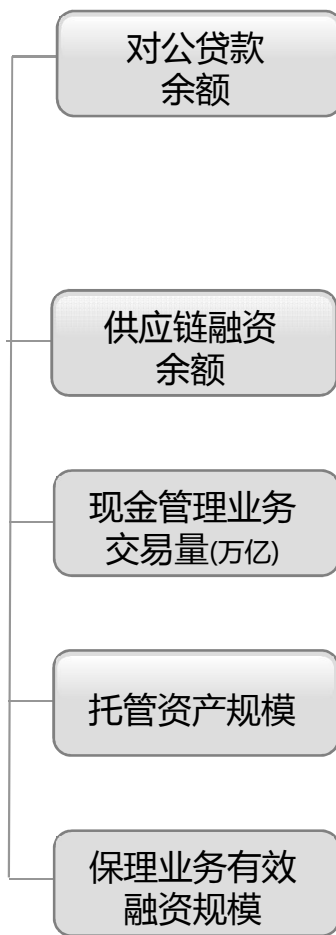 对公贷款
余额
供应链融资
余额
现金管理业务
交易量(万亿)
托管资产规模
保理业务有效
融资规模